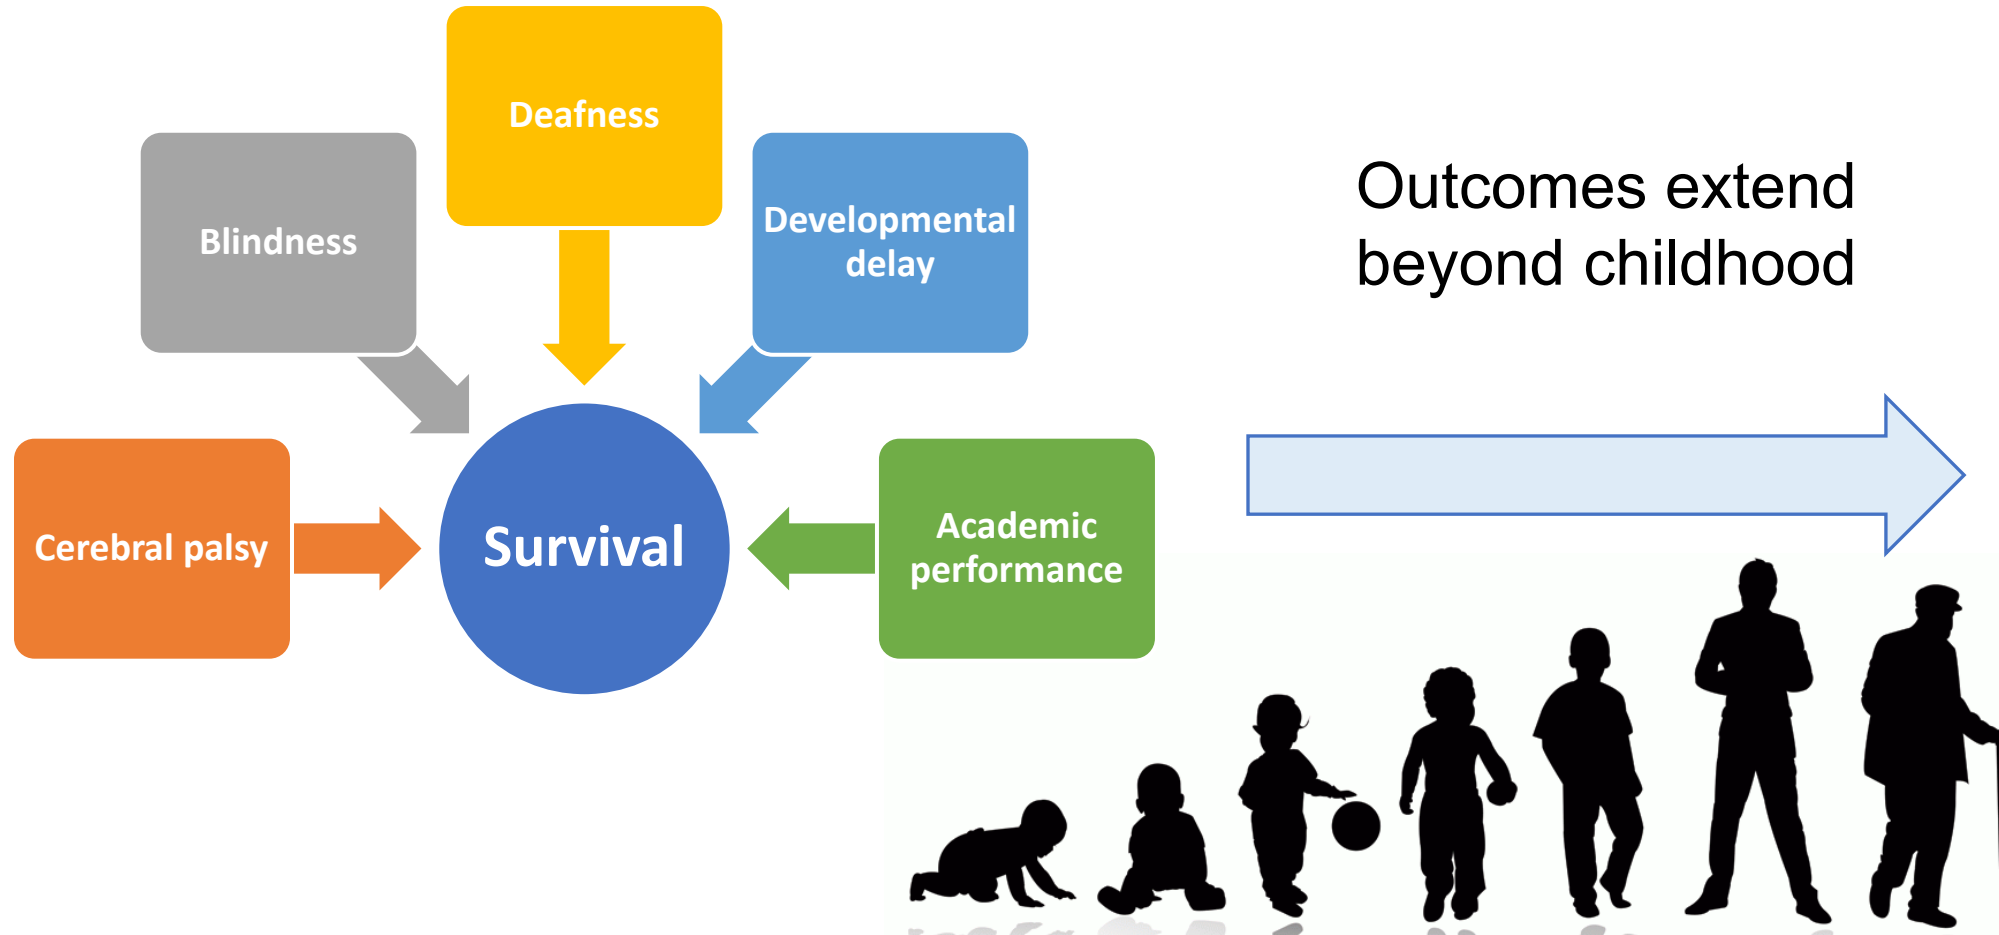 Deafness
Blindness
Developmental
delay
Cerebral palsy
Survival
Academic
performance
Outcomes extend
beyond childhood